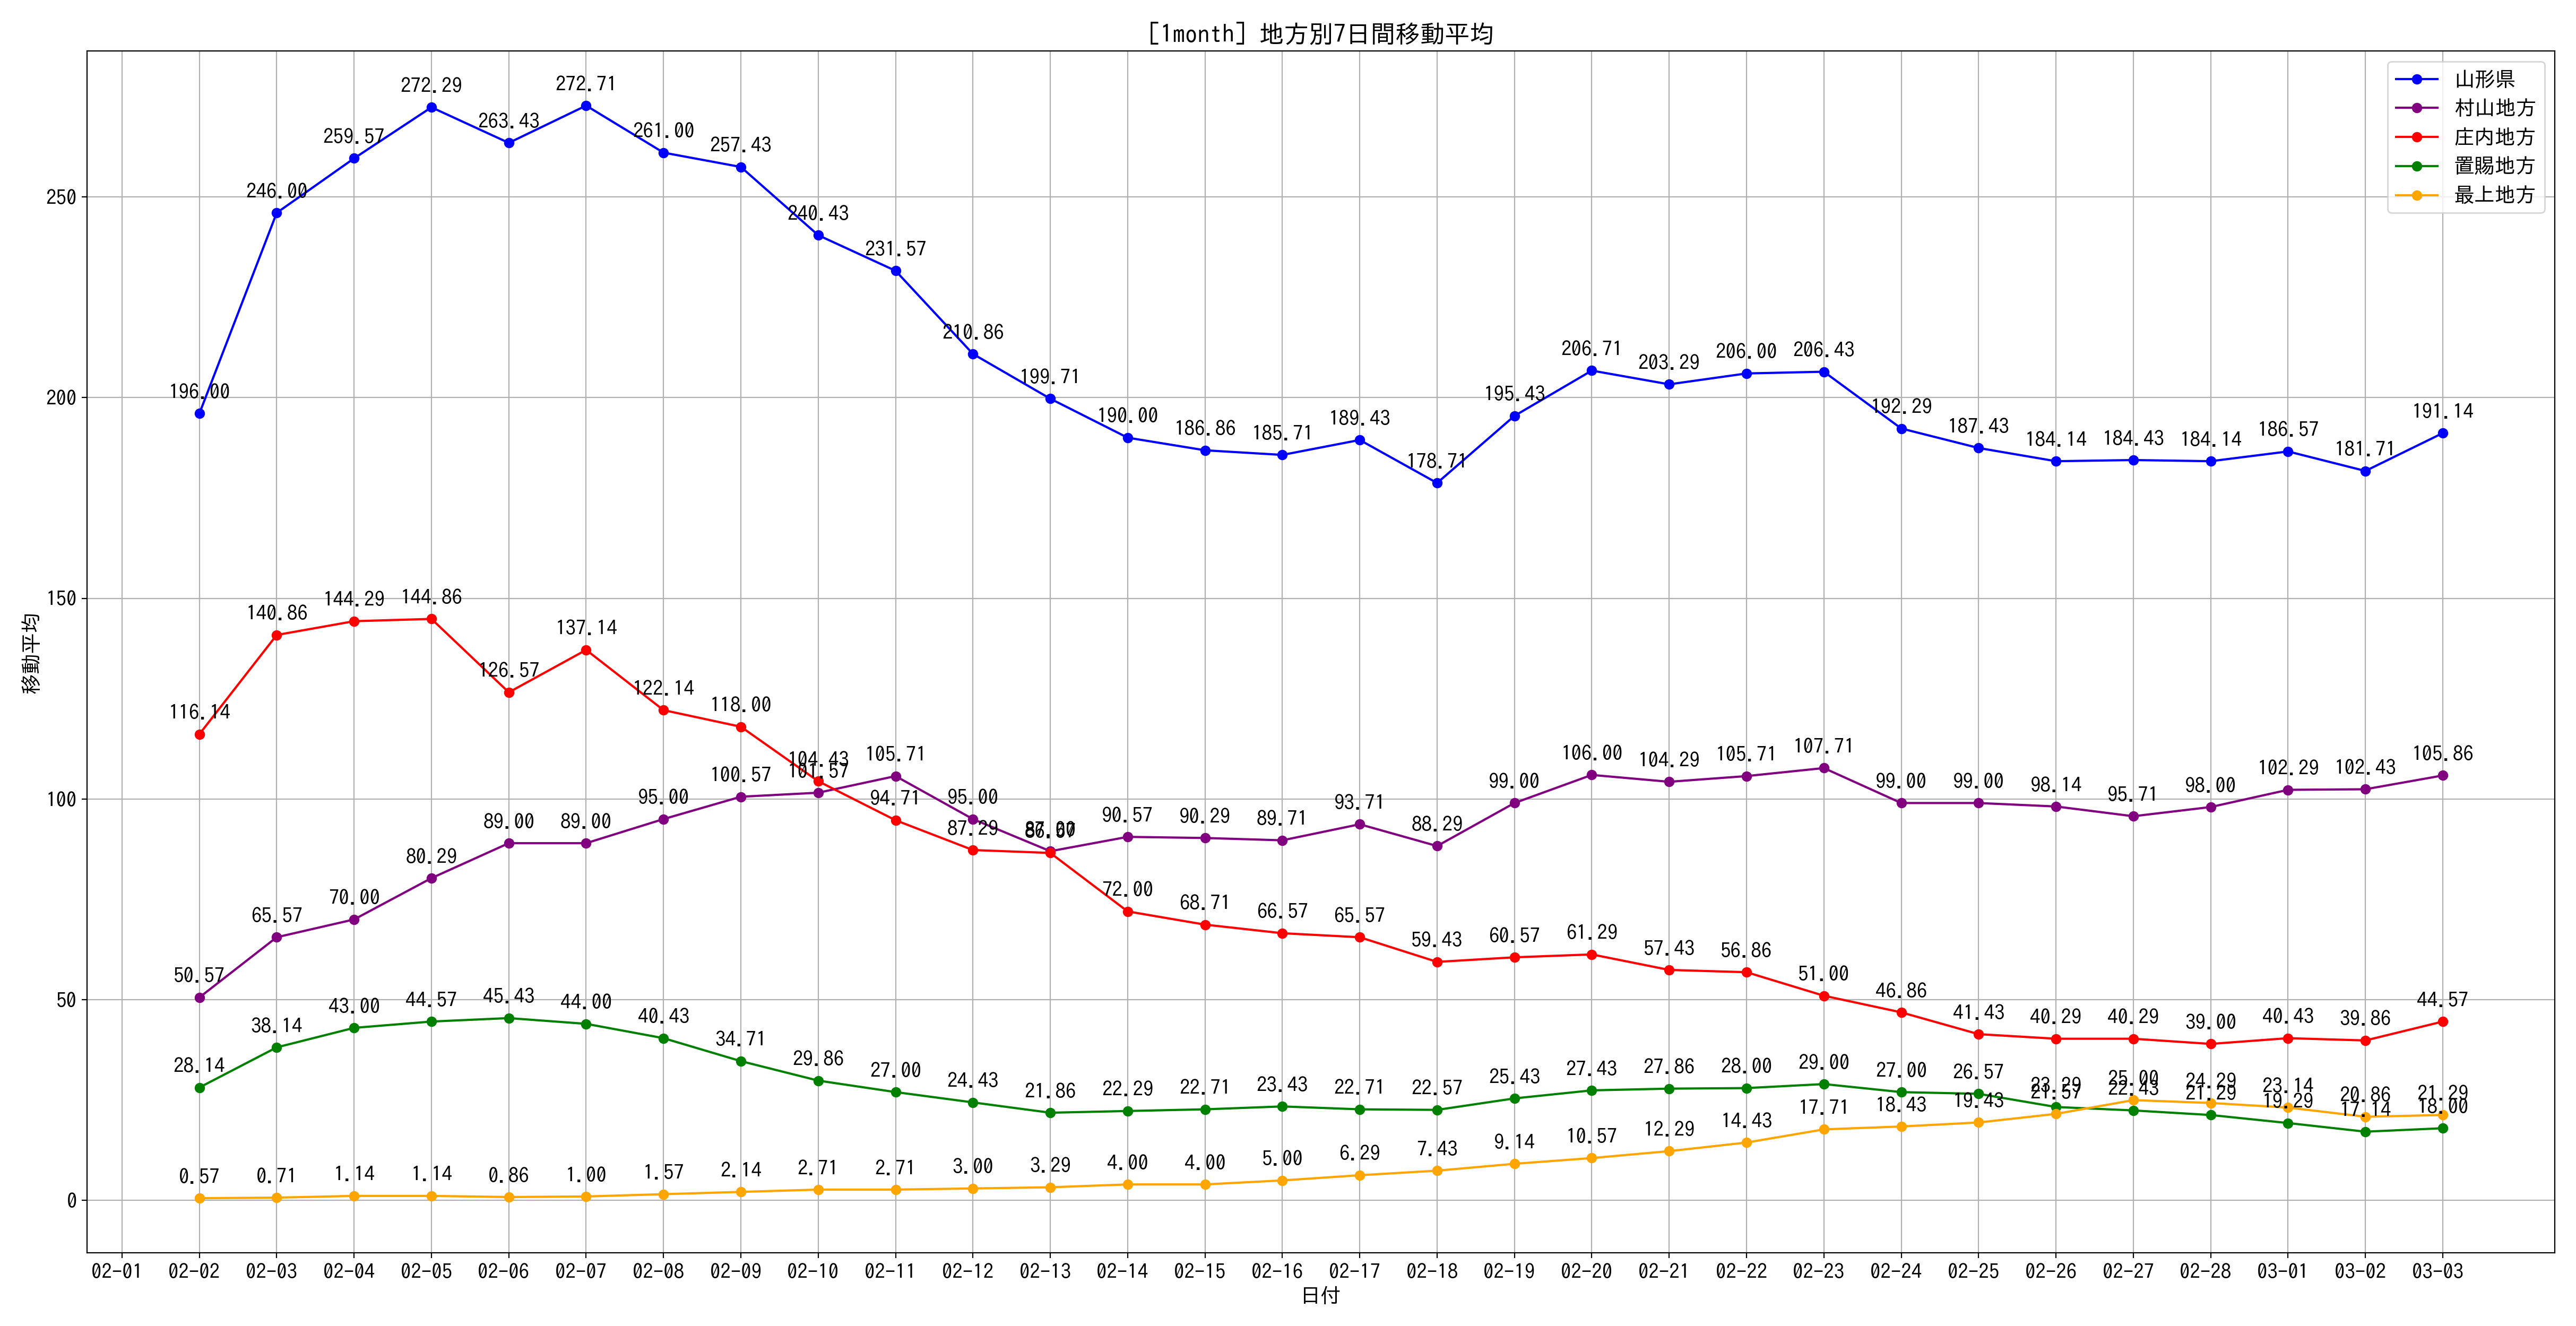 [1month] 地方別7日間移動平均
山形県
村山地方
庄内地方
置賜地方
最上地方
移動平均
250
200
150
100
50
0
196.00 246.00 259.57 272.29 263.43 272.71 261.00 257.43 240.43 231.57 210.86 199.71 190.00 186.86 185.71 189.43 178.71 195.43 206.71 203.29 206.00 206.43 192.29 187.43 184.14 184.43 184.14 186.57 181.71 191.14
116.14 140.86 144.29 144.86 126.57 137.14 122.14 118.00 104.43 94.71 87.29 72.00 68.71 66.57 65.57 59.43 60.57 61.29 57.43 56.86 51.00 46.86 41.43 40.29 40.29 39.00 40.43 39.86 44.57
50.57 65.57 70.00 80.29 89.00 89.00 95.00 100.57 101.57 105.71 95.00 87.00 90.57 90.29 89.71 93.71 88.29 99.00 106.00 104.29 105.71 107.71 99.00 99.00 98.14 95.71 98.00 102.29 102.43 105.86
28.14 38.14 43.00 44.57 45.43 44.00 40.43 34.71 29.86 27.00 24.43 21.86 22.29 22.71 23.43 22.71 22.57 25.43 27.43 27.86 28.00 29.00 27.00 26.57 23.29 22.43 21.29 19.29 17.14 18.00
0.57 0.71 1.14 1.14 0.86 1.00 1.57 2.14 2.71 2.71 3.00 3.29 4.00 4.00 5.00 6.29 7.43 9.14 10.57 12.29 14.43 17.71 18.43 19.43 21.57 25.00 24.29 23.14 20.86 21.29
02-01 02-02 02-03 02-04 02-05 02-06 02-07 02-08 02-09 02-10 02-11 02-12 02-13 02-14 02-15 02-16 02-17 02-18 02-19 02-20 02-21 02-22 02-23 02-24 02-25 02-26 02-27 02-28 03-01 03-02 03-03
日付